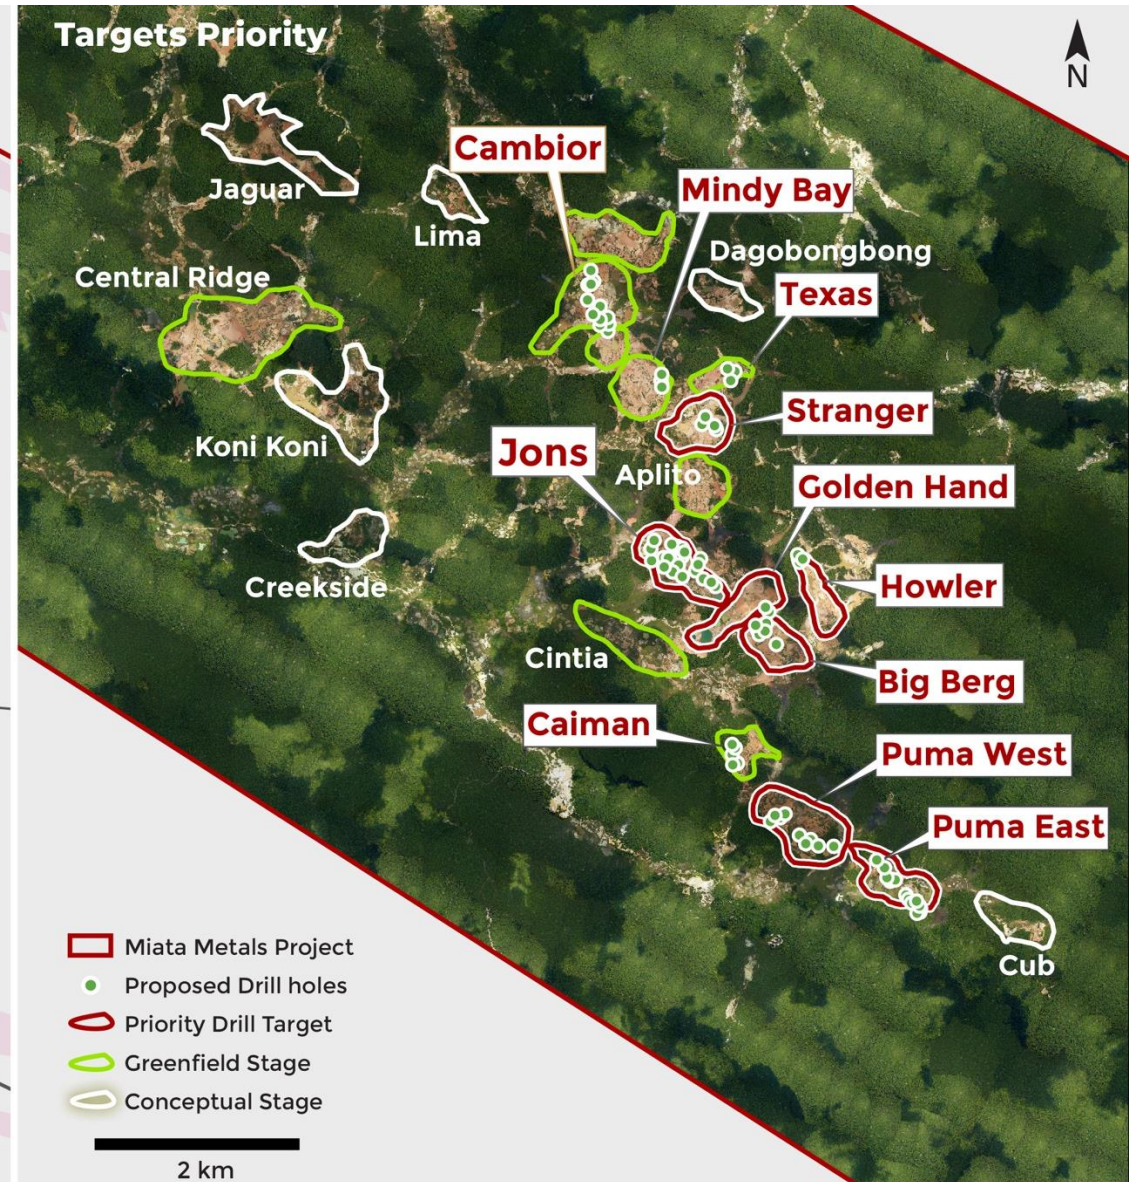 Targets Priority
N
Cambior
Mindy Bay
Jaguar
Lima
Dagobongbong
Central Ridge
Texas
Stranger
Koni Koni
Jons
Aplito
Golden Hand
Creekside
Howler
Cintia
Big Berg
Caiman
Puma West
Puma East
Cub
Miata Metals Project
Proposed Drill holes
Priority Drill Target
Greenfield Stage
Conceptual Stage
2 km